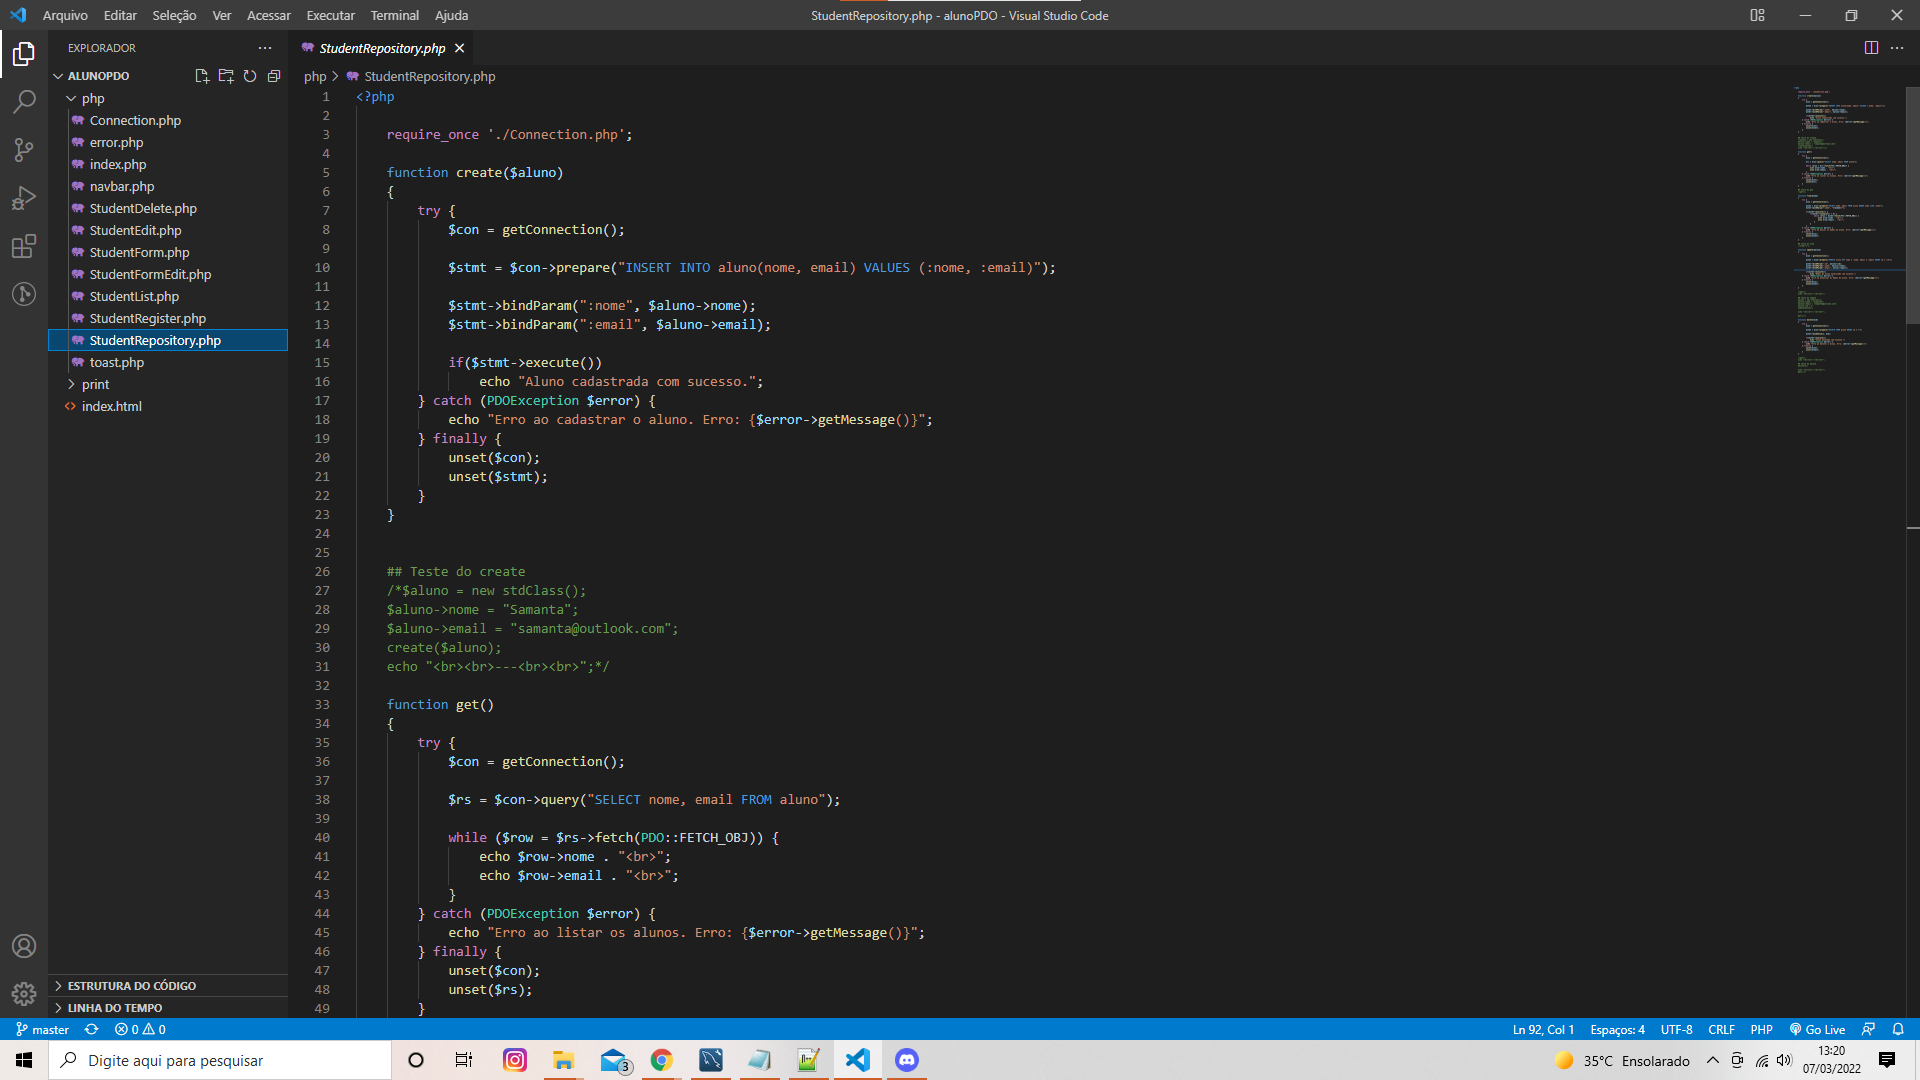 Arquivo Editar Seleção Ver Acessar Executar Terminal Ajuda
StudentRepository.php - alunoPDO - Visual Studio Code
EXPLORADOR
ALUNOPDO
php
Connection.php
error.php
index.php
navbar.php
StudentDelete.php
StudentEdit.php
StudentForm.php
StudentFormEdit.php
StudentList.php
StudentRegister.php
StudentRepository.php
toast.php
print
index.html
ESTRUTURA DO CÓDIGO
LINHA DO TEMPO
StudentRepository.php
php > StudentRepository.php
1 <?php
2
3 require_once './Connection.php';
4
5 function create($aluno)
6 {
7 try {
8 $con = getConnection();
9
10 $stmt = $con->prepare("INSERT INTO aluno(nome, email) VALUES (:nome, :email)");
11
12 $stmt->bindParam(":nome", $aluno->nome);
13 $stmt->bindParam(":email", $aluno->email);
14
15 if($stmt->execute())
16 echo "Aluno cadastrada com sucesso.";
17 } catch (PDOException $error) {
18 echo "Erro ao cadastrar o aluno. Erro: {$error->getMessage()}";
19 } finally {
20 unset($con);
21 unset($stmt);
22 }
23 }
24
25
26 ## Teste do create
27 /*$aluno = new stdClass();
28 $aluno->nome = "Samanta";
29 $aluno->email = "samanta@outlook.com";
30 create($aluno);
31 echo "<br><br>---<br><br>";*/
32
33 function get()
34 {
35 try {
36 $con = getConnection();
37
38 $rs = $con->query("SELECT nome, email FROM aluno");
39
40 while ($row = $rs->fetch(PDO::FETCH_OBJ)) {
41 echo $row->nome . "<br>";
42 echo $row->email . "<br>";
43 }
44 } catch (PDOException $error) {
45 echo "Erro ao listar os alunos. Erro: {$error->getMessage()}";
46 } finally {
47 unset($con);
48 unset($rs);
49 }
master 0 0
Ln 92, Col 1 Espaços: 4 UTF-8 CRLF PHP Go Live
Digite aqui para pesquisar
3
35°C Ensolarado
13:20
07/03/2022